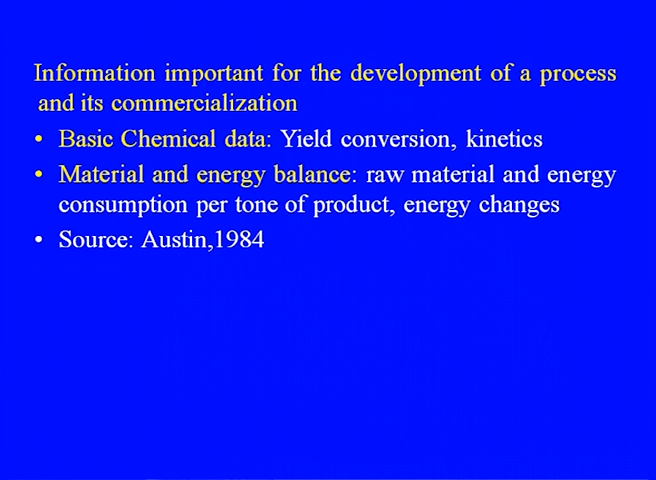 Information important for the development of a process
and its commercialization
• Basic Chemical data: Yield conversion, kinetics
• Material and energy balance: raw material and energy
consumption per tone of product, energy changes
• Source: Austin,1984